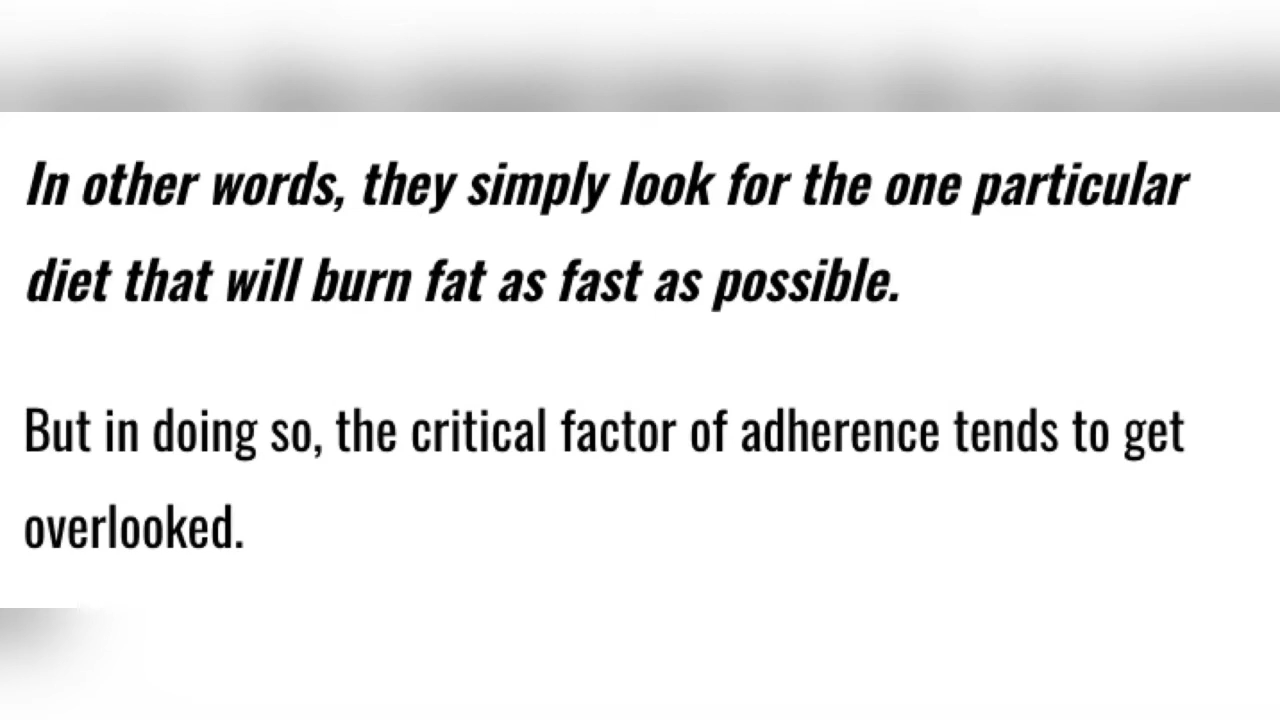 In other words, they simply look for the one particular
diet that will burn fat as fast as possible.
But in doing so, the critical factor of adherence tends to get
overlooked.